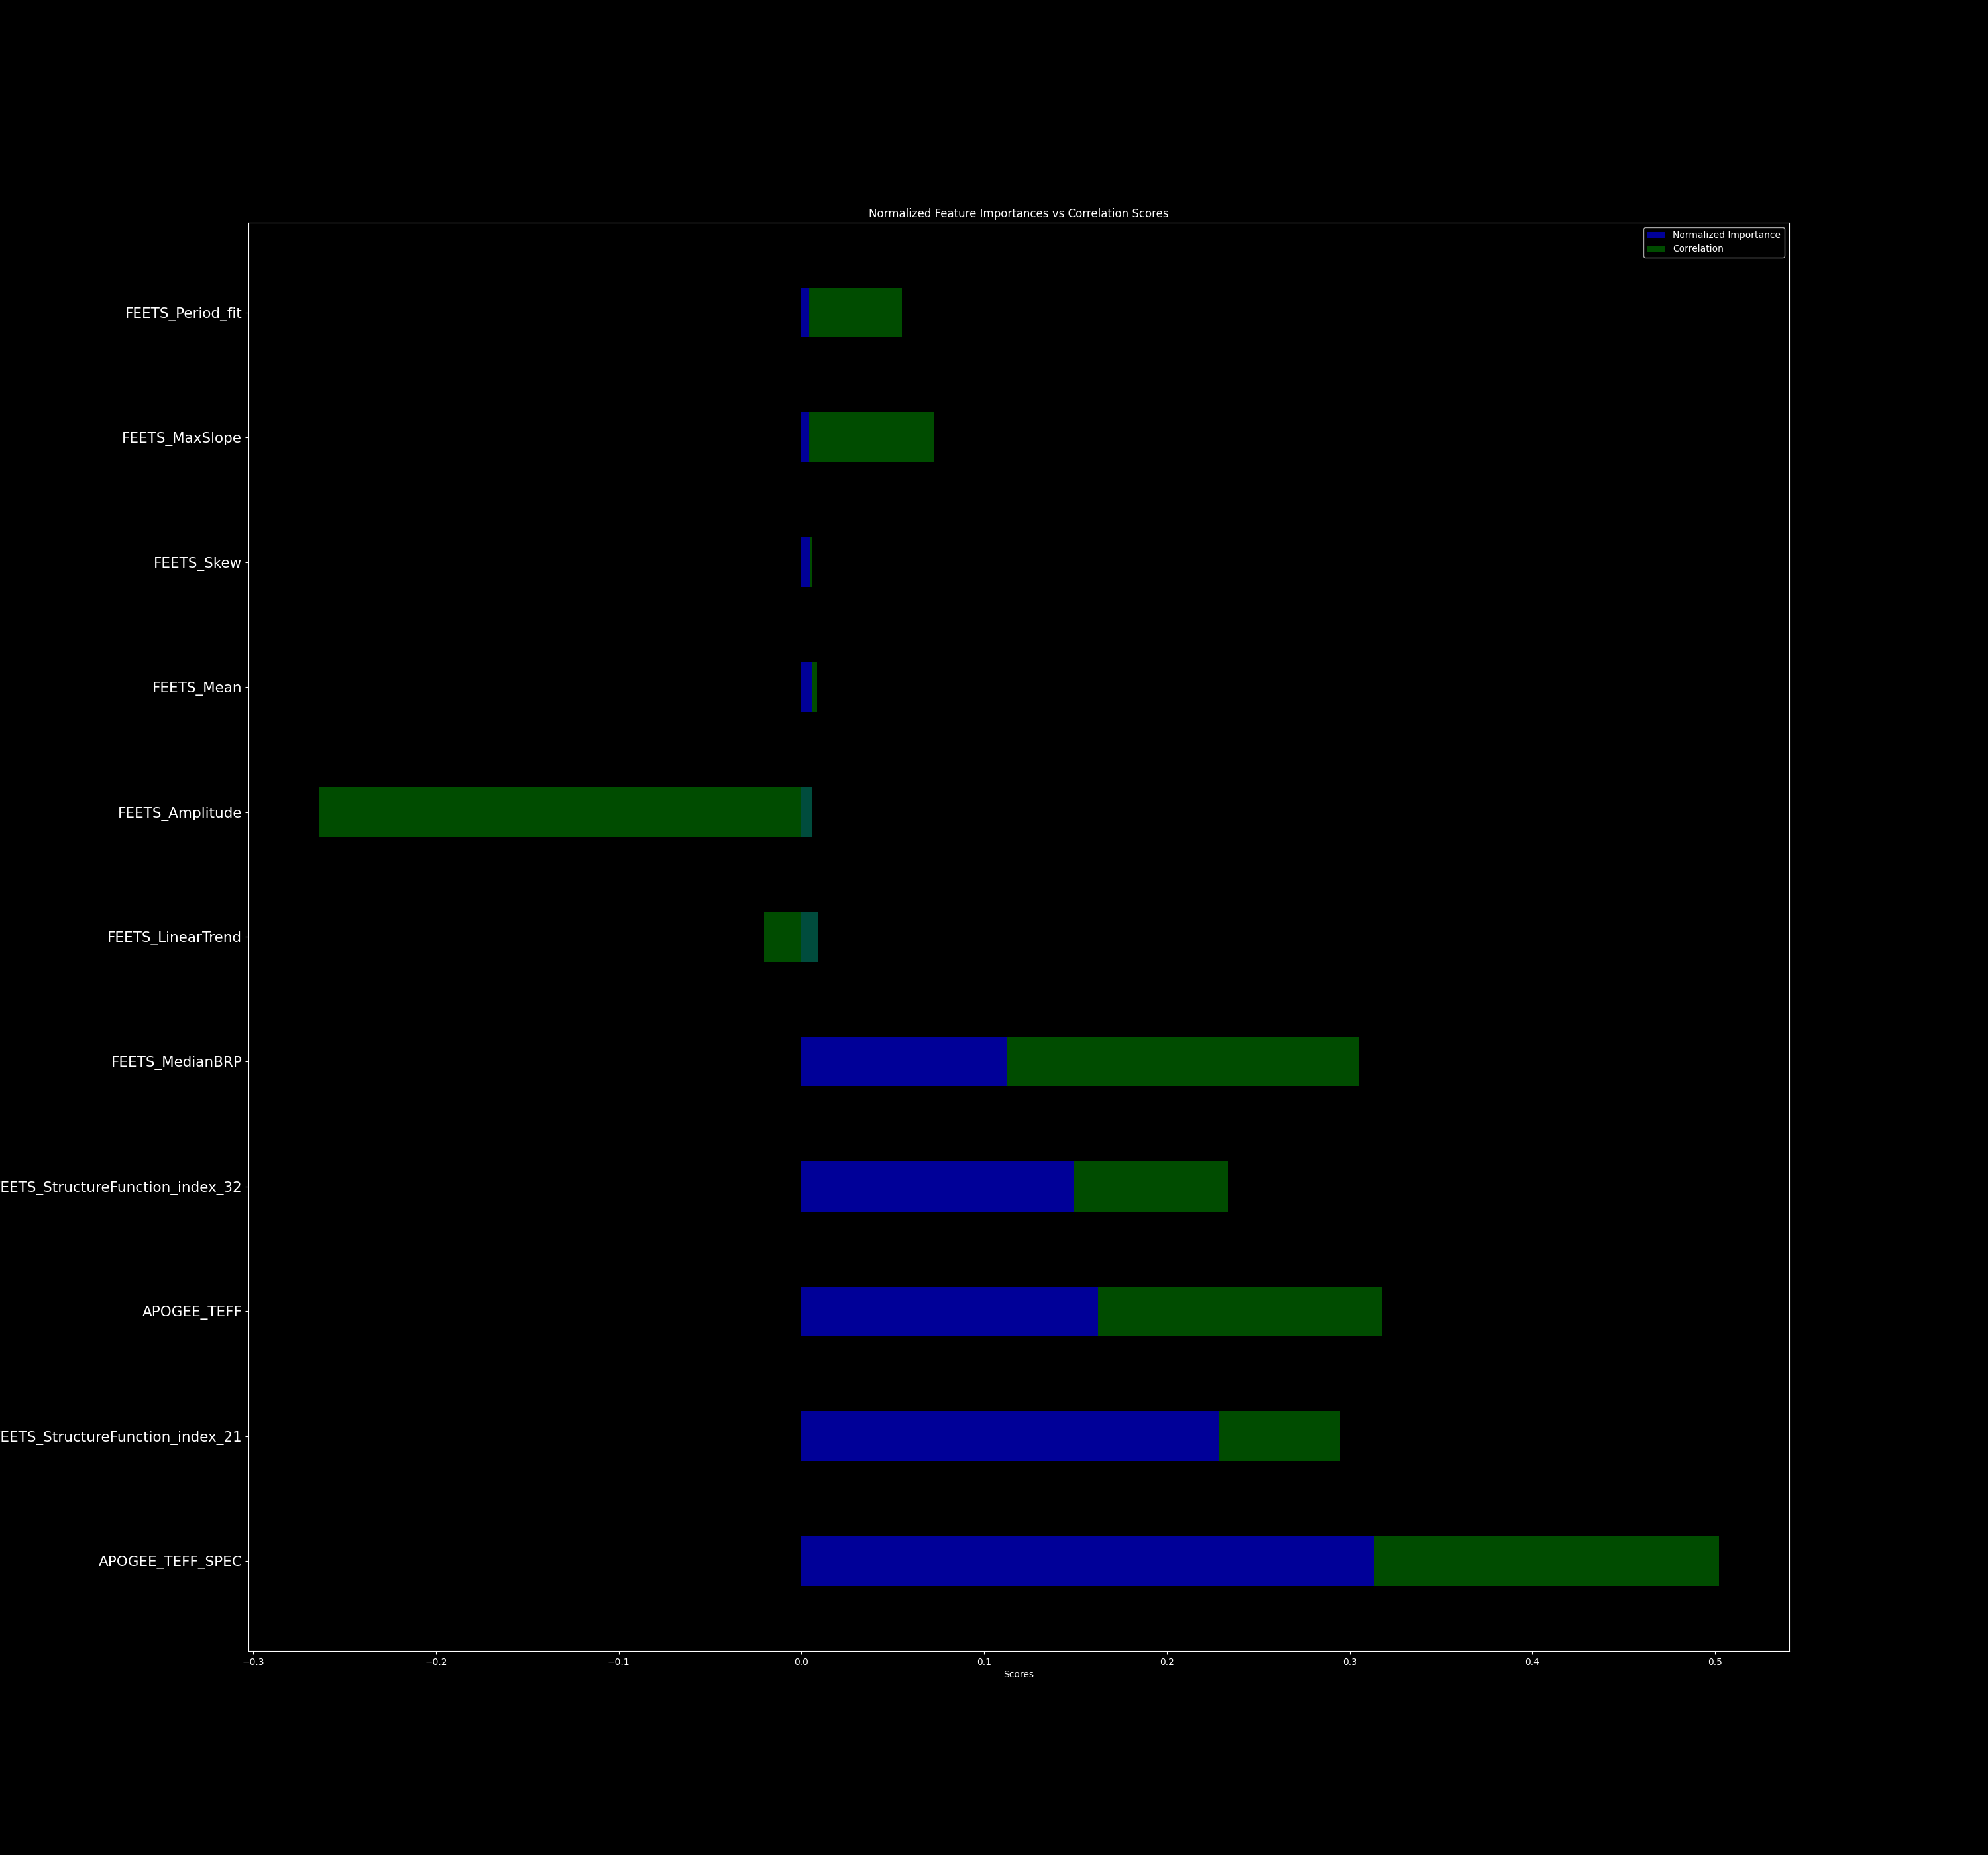 Normalized Feature Importances vs Correlation Scores
Normalized Importance
Correlation
FEETS_Period_fit
FEETS_MaxSlope
FEETS_Skew
FEETS_Mean
FEETS_Amplitude
FEETS_LinearTrend
FEETS_MedianBRP
EETS_StructureFunction_index_32
APOGEE_TEFF
EETS_StructureFunction_index_21
APOGEE_TEFF_SPEC
−0.3 −0.2 −0.1 0.0 0.1 0.2 0.3 0.4 0.5
Scores